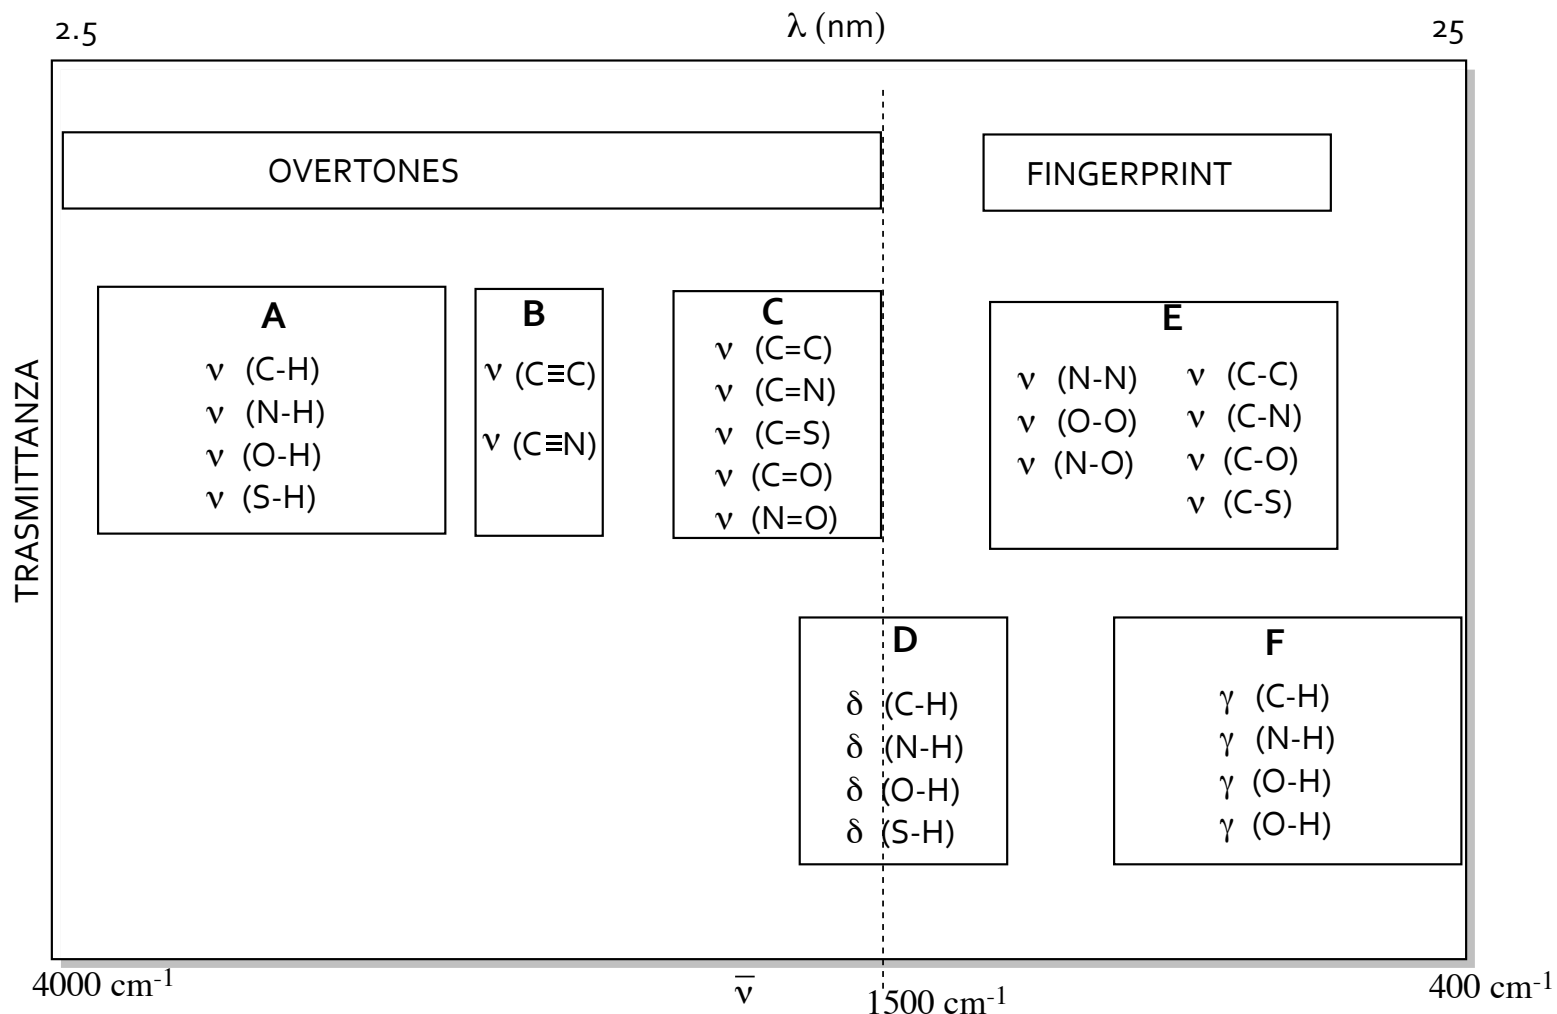 2.5 λ (nm) 25
OVERTONES
FINGERPRINT
A
ν (C-H)
ν (N-H)
ν (O-H)
ν (S-H)
B
ν (C≡C)
ν (C≡N)
C
ν (C=C)
ν (C=N)
ν (C=S)
ν (C=O)
ν (N=O)
E
ν (N-N) ν (C-C)
ν (O-O) ν (C-N)
ν (N-O) ν (C-O)
ν (C-S)
TRASMITTANZA
D
δ (C-H)
δ (N-H)
δ (O-H)
δ (S-H)
F
γ (C-H)
γ (N-H)
γ (O-H)
γ (O-H)
4000 cm⁻¹ ν̅ 1500 cm⁻¹ 400 cm⁻¹